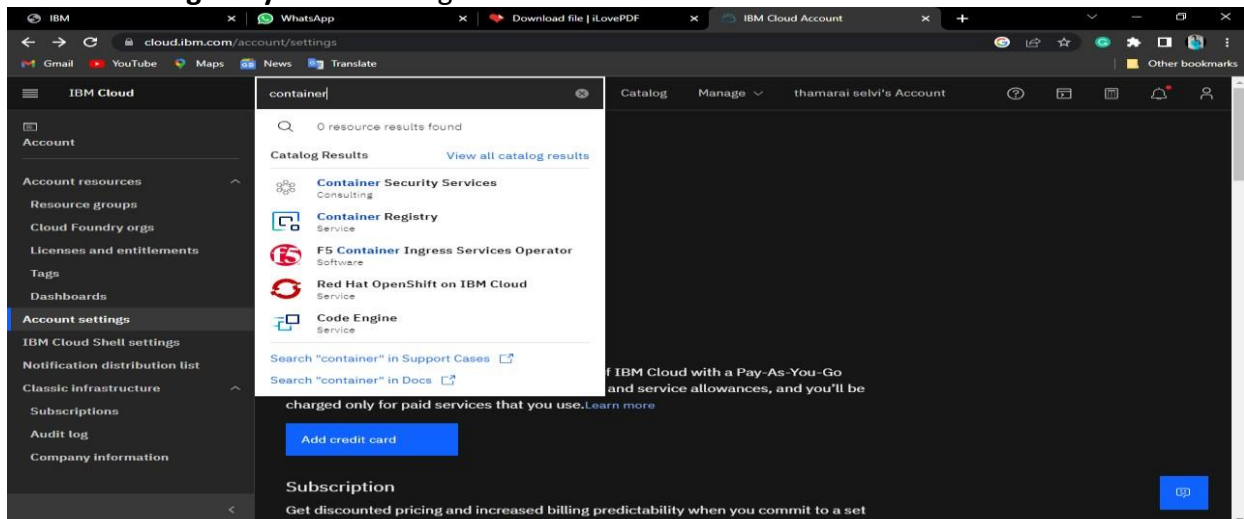 IBM
WhatsApp
Download file | iLovePDF
IBM Cloud Account
cloud.ibm.com/account/settings
Gmail
YouTube
Maps
News
Translate
Other bookmarks
IBM Cloud
container
Catalog
Manage
thamarai selvi's Account
Account
Account resources
Resource groups
Cloud Foundry orgs
Licenses and entitlements
Tags
Dashboards
Account settings
IBM Cloud Shell settings
Notification distribution list
Classic infrastructure
Subscriptions
Audit log
Company information
0 resource results found
Catalog Results
View all catalog results
Container Security Services
Consulting
Container Registry
Service
F5 Container Ingress Services Operator
Software
Red Hat OpenShift on IBM Cloud
Service
Code Engine
Service
Search "container" in Support Cases
Search "container" in Docs
f IBM Cloud with a Pay-As-You-Go
and service allowances, and you'll be
charged only for paid services that you use.Learn more
Add credit card
Subscription
Get discounted pricing and increased billing predictability when you commit to a set